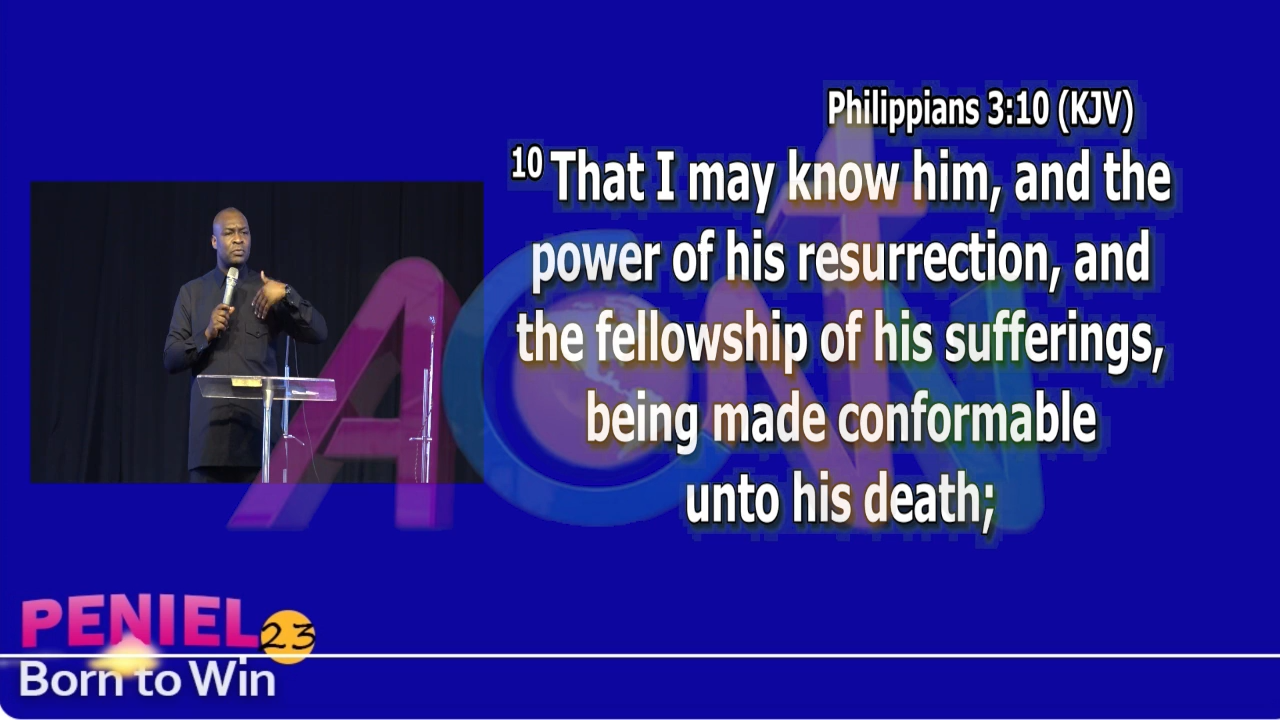 Philippians 3:10 (KJV)
10 That I may know him, and the
power of his resurrection, and
the fellowship of his sufferings,
being made conformable
unto his death;
ACNTV
PENIEL 23
Born to Win